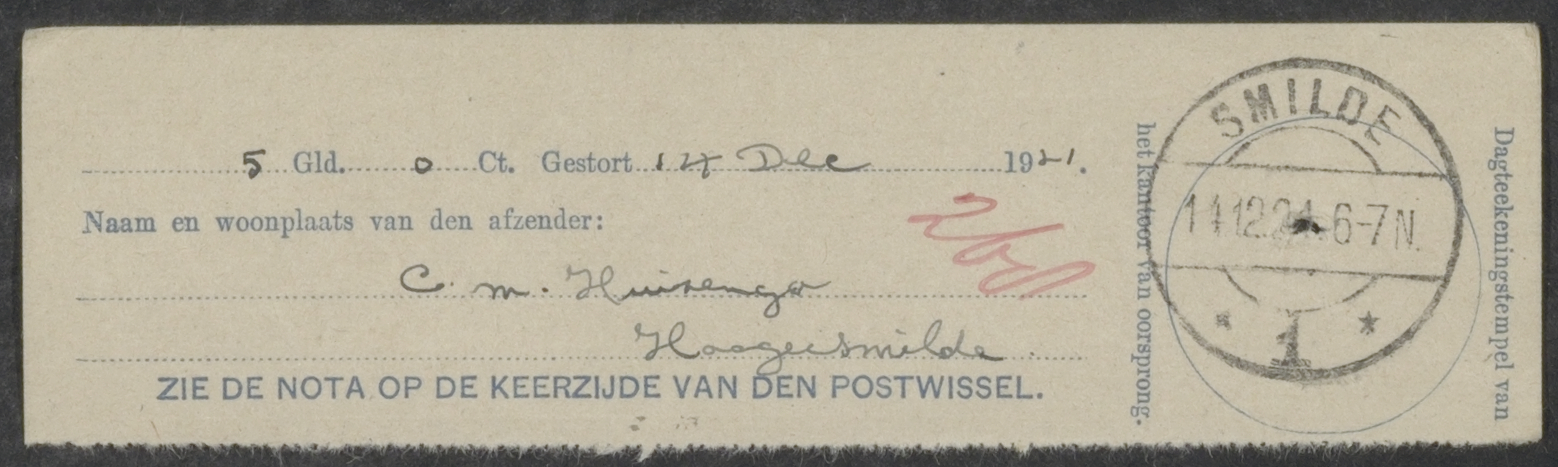 5 Gld. 0 Ct. Gestort 14 Dec 1921.
Naam en woonplaats van den afzender:
C. M. Huizenga
Hoogersmilde
ZIE DE NOTA OP DE KEERZIJDE VAN DEN POSTWISSEL.
Dagteekeningstempel van
het kantoor van oorsprong.
SMILDE
14.12.21. 6-7 N.
* 1 *